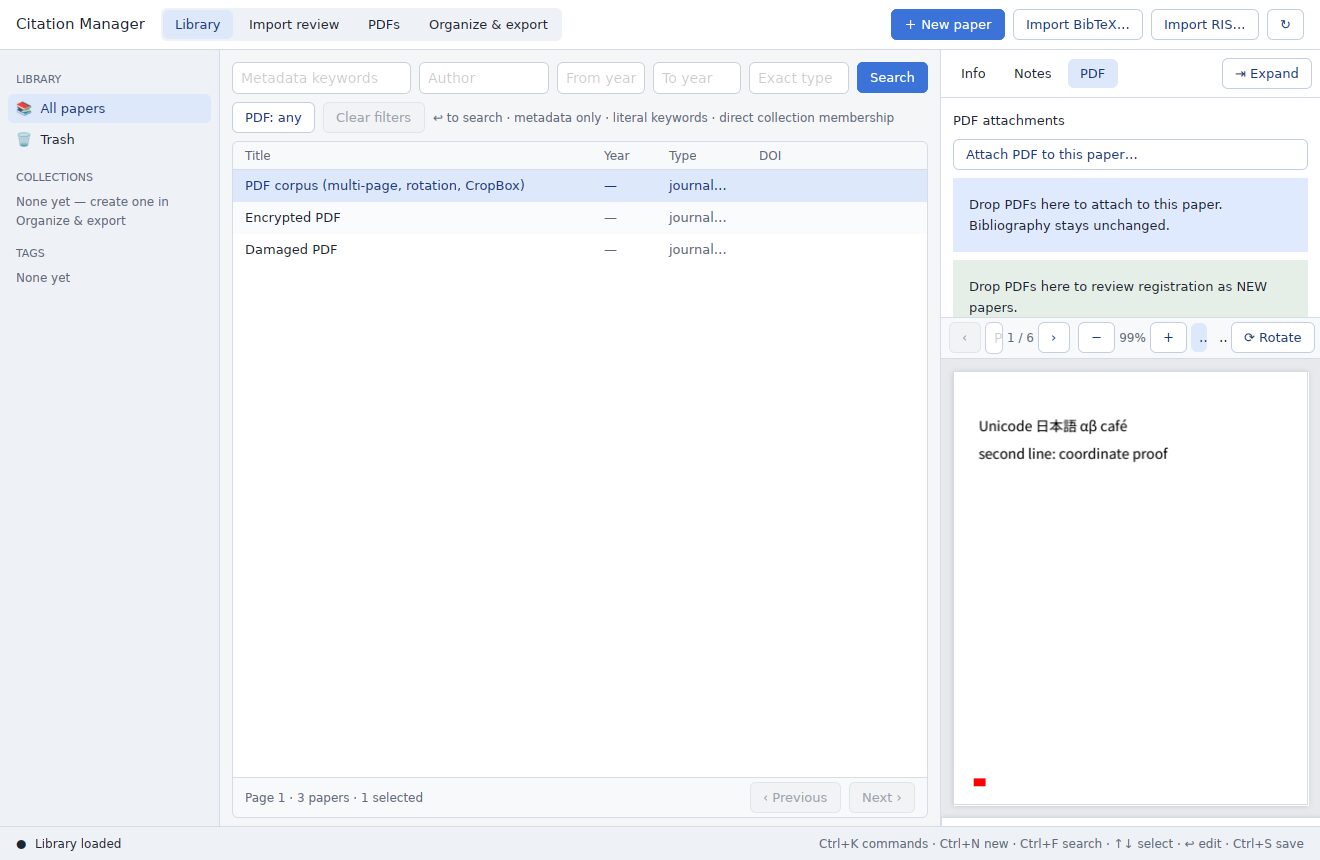 Citation Manager
Library
Import review
PDFs
Organize & export
+ New paper
Import BibTeX…
Import RIS…
↻
LIBRARY
📚 All papers
🗑️ Trash
COLLECTIONS
None yet — create one in
Organize & export
TAGS
None yet
Metadata keywords
Author
From year
To year
Exact type
Search
PDF: any
Clear filters
↩ to search · metadata only · literal keywords · direct collection membership
Title Year Type DOI
PDF corpus (multi-page, rotation, CropBox) — journal…
Encrypted PDF — journal…
Damaged PDF — journal…
Page 1 · 3 papers · 1 selected
‹ Previous
Next ›
Info
Notes
PDF
⇥ Expand
PDF attachments
Attach PDF to this paper…
Drop PDFs here to attach to this paper.
Bibliography stays unchanged.
Drop PDFs here to review registration as NEW
papers.
‹ P 1 / 6 › − 99% + .. .. ⟳ Rotate
Unicode 日本語 αβ café
second line: coordinate proof
● Library loaded
Ctrl+K commands · Ctrl+N new · Ctrl+F search · ↑↓ select · ↩ edit · Ctrl+S save